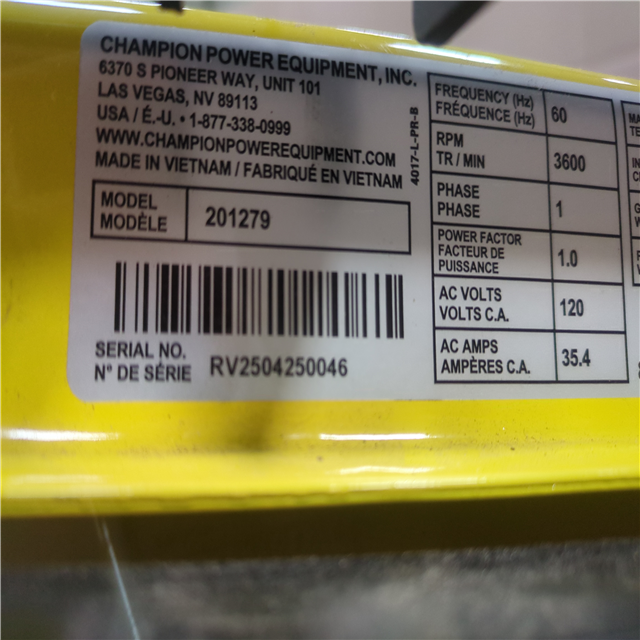 CHAMPION POWER EQUIPMENT, INC.
6370 S PIONEER WAY, UNIT 101
LAS VEGAS, NV 89113
USA / É.-U. • 1-877-338-0999
WWW.CHAMPIONPOWEREQUIPMENT.COM
MADE IN VIETNAM / FABRIQUÉ EN VIETNAM
4017-L-PR-B
MODEL
MODÈLE
201279
SERIAL NO.
N° DE SÉRIE
RV2504250046
FREQUENCY (Hz)
FRÉQUENCE (Hz)
60
RPM
TR / MIN
3600
PHASE
PHASE
1
POWER FACTOR
FACTEUR DE
PUISSANCE
1.0
AC VOLTS
VOLTS C.A.
120
AC AMPS
AMPÈRES C.A.
35.4